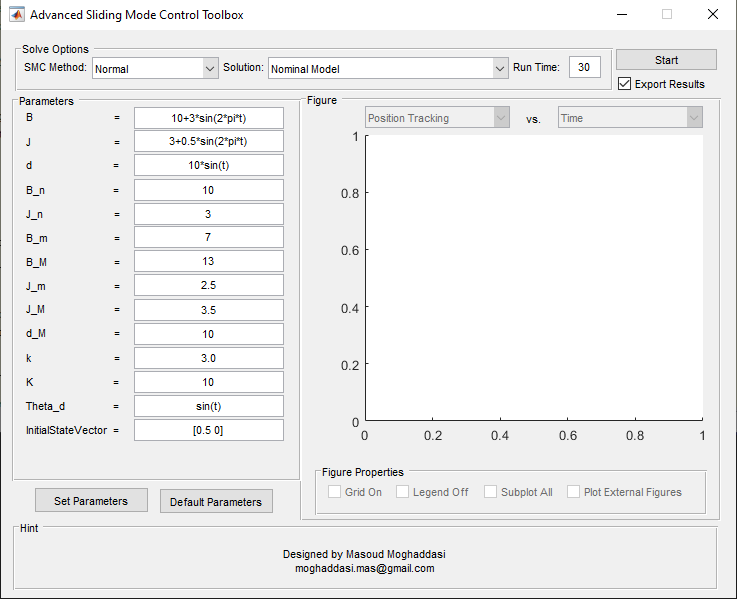 Advanced Sliding Mode Control Toolbox
Solve Options
SMC Method: Normal Solution: Nominal Model Run Time: 30
Start
Export Results
Parameters
B = 10+3*sin(2*pi*t)
J = 3+0.5*sin(2*pi*t)
d = 10*sin(t)
B_n = 10
J_n = 3
B_m = 7
B_M = 13
J_m = 2.5
J_M = 3.5
d_M = 10
k = 3.0
K = 10
Theta_d = sin(t)
InitialStateVector = [0.5 0]
Set Parameters Default Parameters
Figure
Position Tracking vs. Time
1
0.8
0.6
0.4
0.2
0
0 0.2 0.4 0.6 0.8 1
Figure Properties
Grid On Legend Off Subplot All Plot External Figures
Hint
Designed by Masoud Moghaddasi
moghaddasi.mas@gmail.com